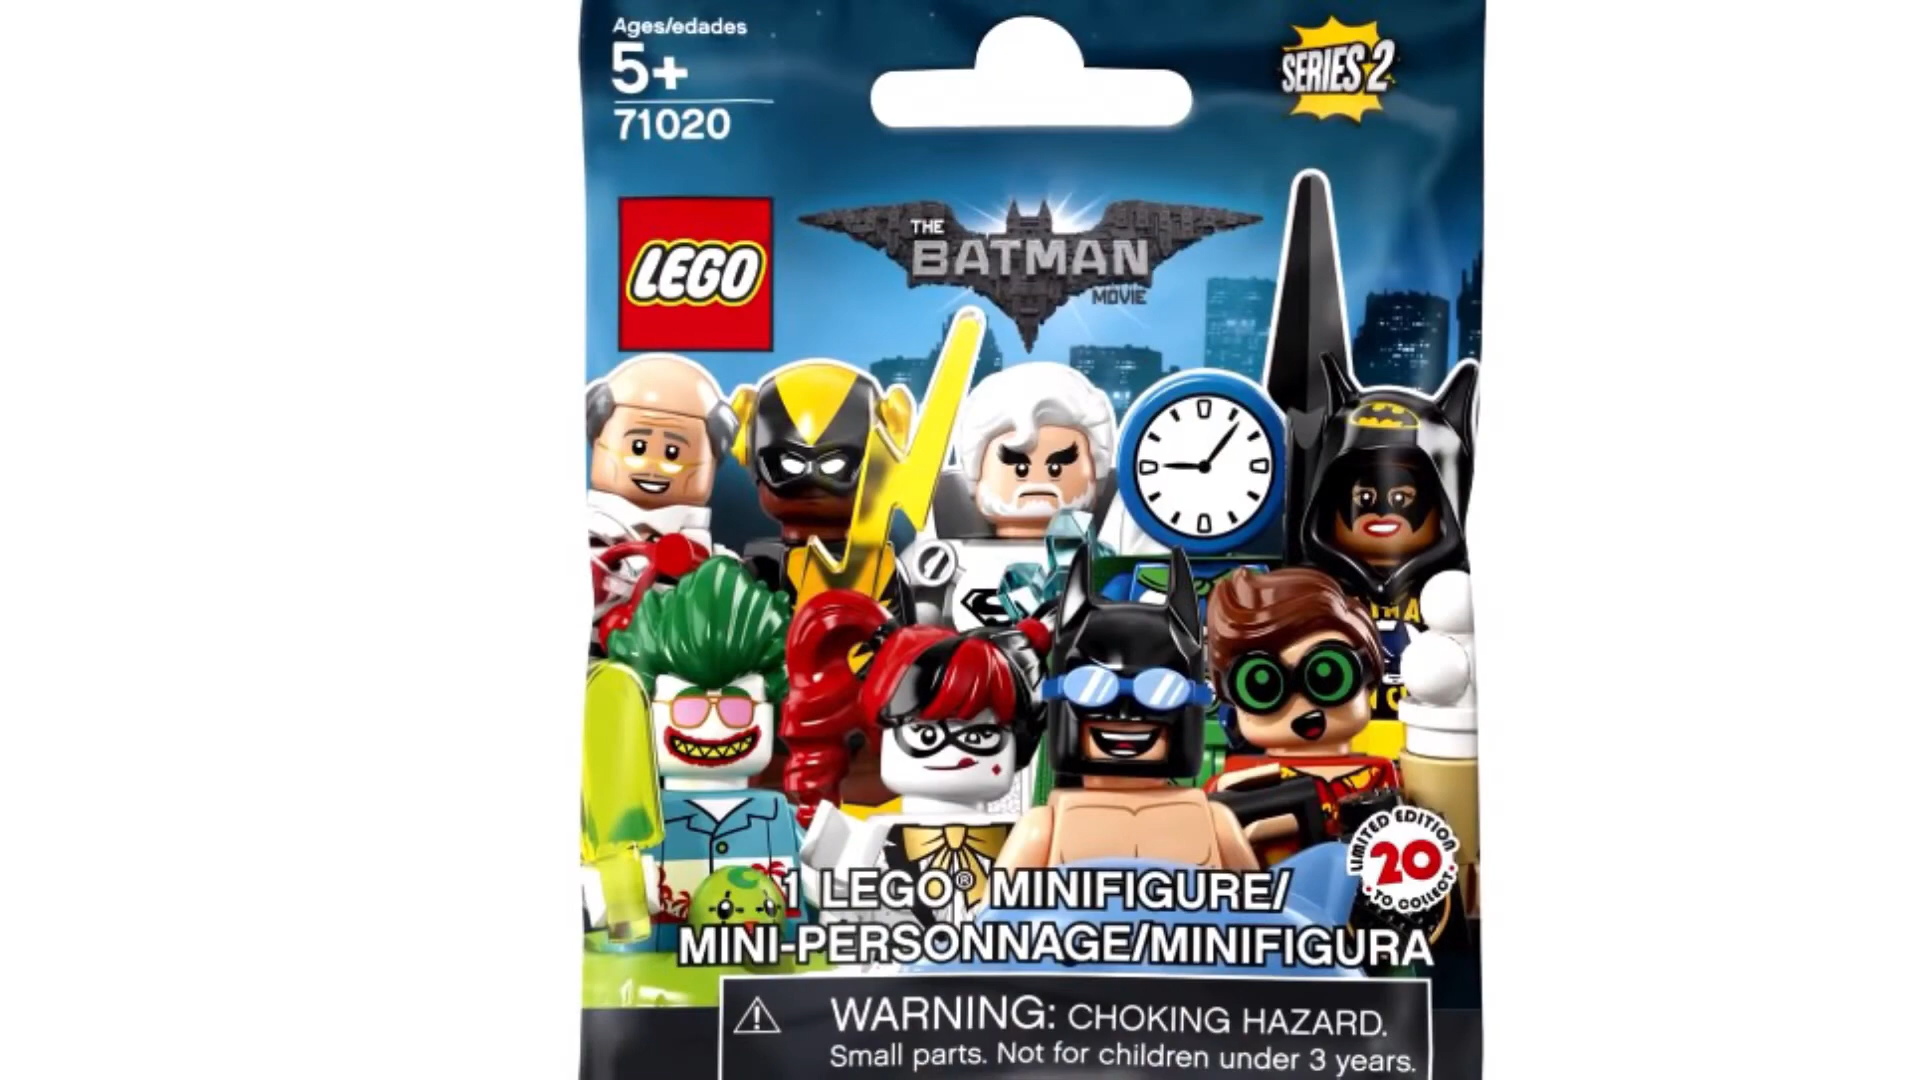 Ages/edades
5+
71020
SERIES 2
LEGO
THE
BATMAN
MOVIE
1 LEGO® MINIFIGURE/
MINI-PERSONNAGE/MINIFIGURA
LIMITED EDITION
20
TO COLLECT
WARNING: CHOKING HAZARD.
Small parts. Not for children under 3 years.